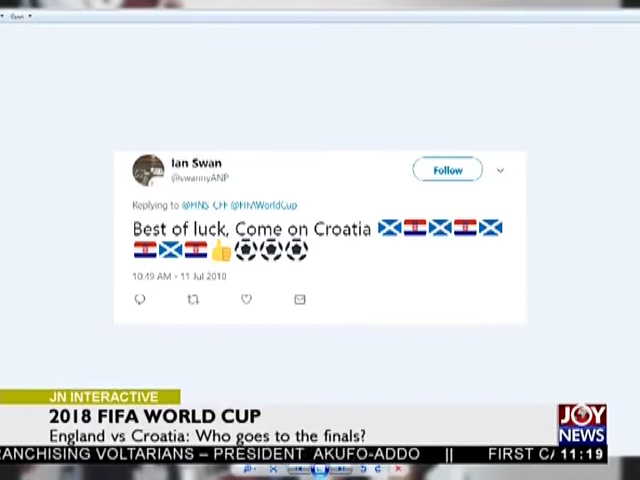 Ian Swan
@swannyANP
Follow
Replying to @HNS_CFF @FIFAWorldCup
Best of luck, Come on Croatia
10:49 AM - 11 Jul 2018
JN INTERACTIVE
2018 FIFA WORLD CUP
England vs Croatia: Who goes to the finals?
JOY
NEWS
ANCHISING VOLTARIANS – PRESIDENT AKUFO-ADDO || FIRST CA 11:19